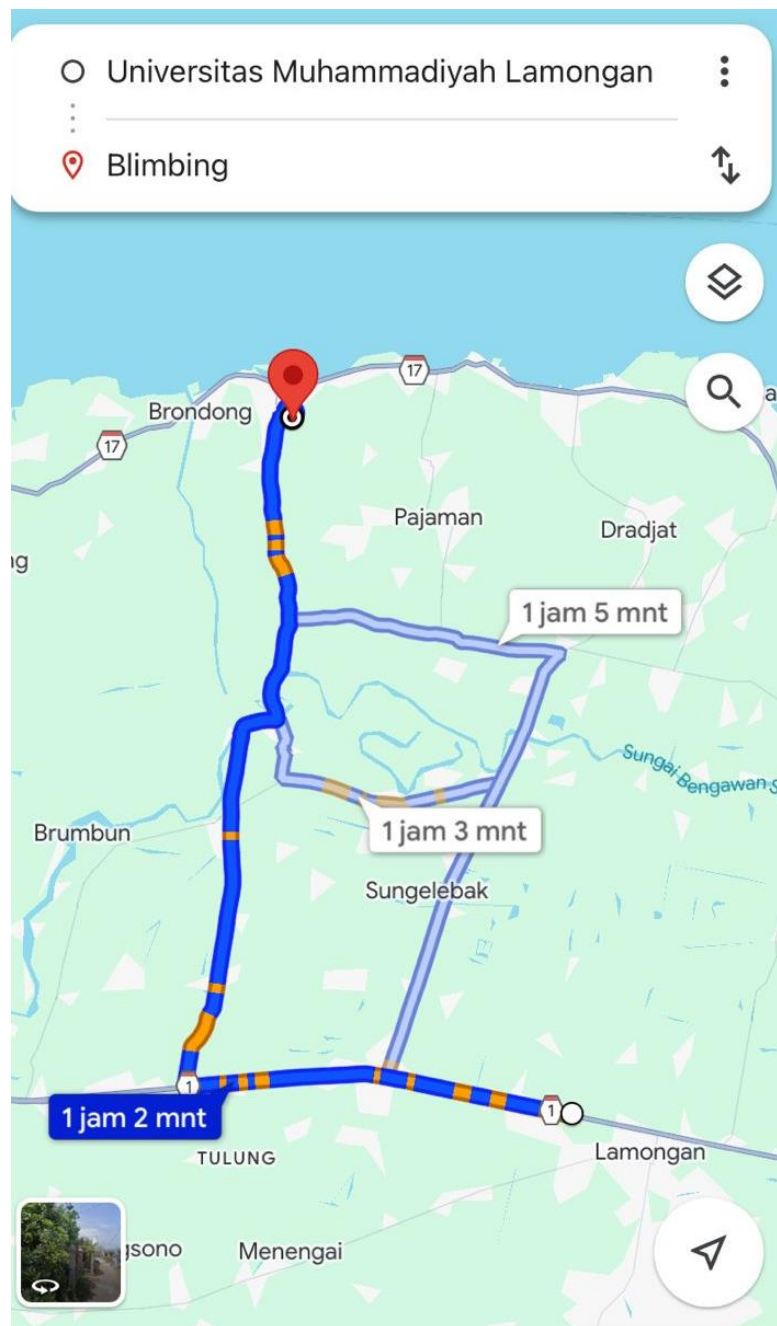 Universitas Muhammadiyah Lamongan
Blimbing
17
Brondong
17
Pajaman
Dradjat
1 jam 5 mnt
Sungai Bengawan S
1 jam 3 mnt
Brumbun
Sungelebak
1
1 jam 2 mnt
1
Lamongan
TULUNG
gsono
Menengai